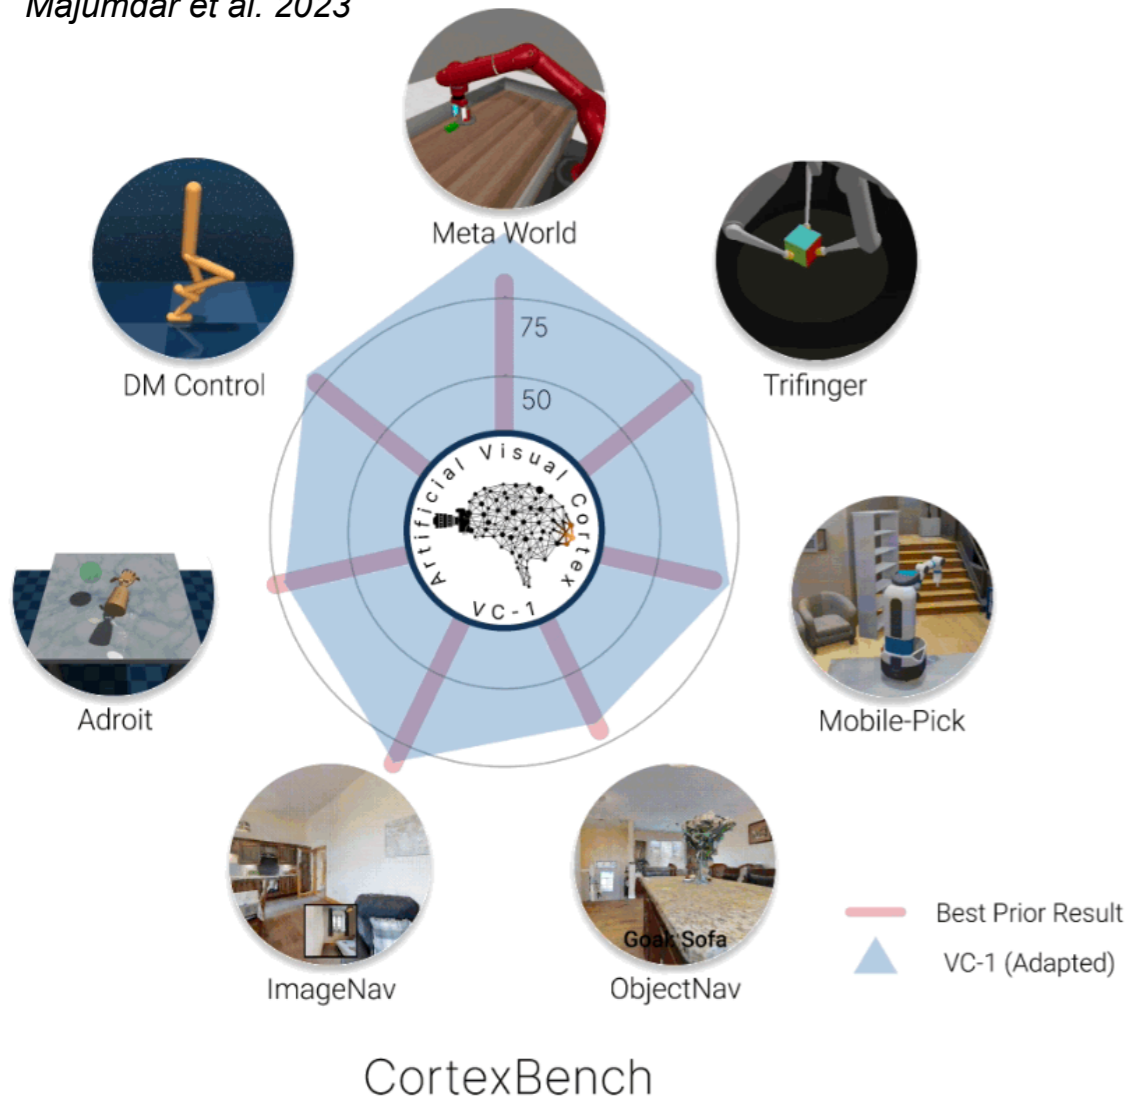 Majumdar et al. 2023
Meta World
DM Control
Trifinger
75
50
Artificial Visual Cortex
VC-1
Adroit
Mobile-Pick
Goal: Sofa
ImageNav
ObjectNav
Best Prior Result
VC-1 (Adapted)
CortexBench